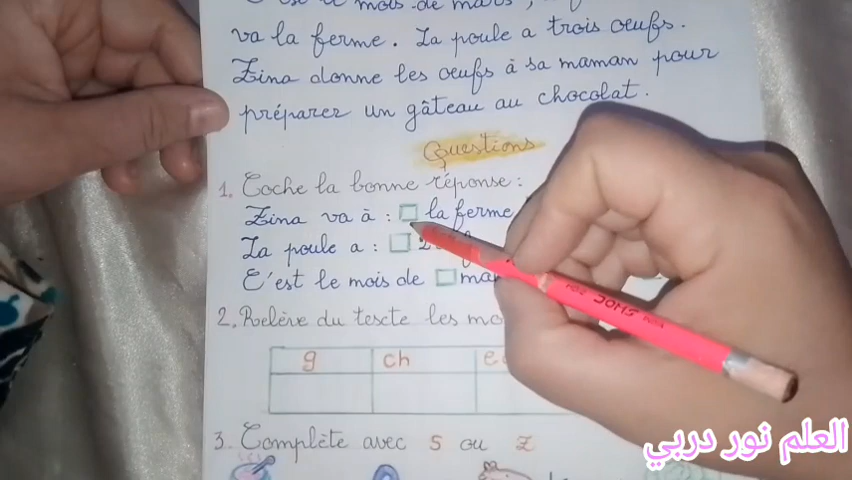 va la ferme. La poule a trois oeufs.
Zina donne les oeufs à sa maman pour
préparer un gâteau au chocolat.
Questions
1. Coche la bonne réponse :
Zina va à : la ferme
La poule a : 2
C'est le mois de
2. Relève du texte les
g ch
3. Complète avec s ou z
العلم نور دربي